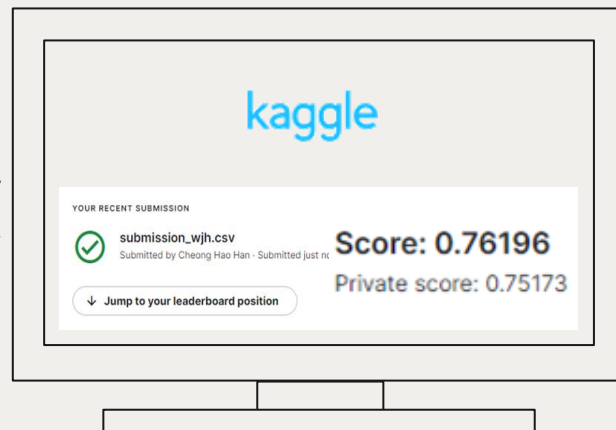 kaggle
YOUR RECENT SUBMISSION
submission_wjh.csv
Submitted by Cheong Hao Han · Submitted just
Score: 0.76196
Private score: 0.75173
↓ Jump to your leaderboard position